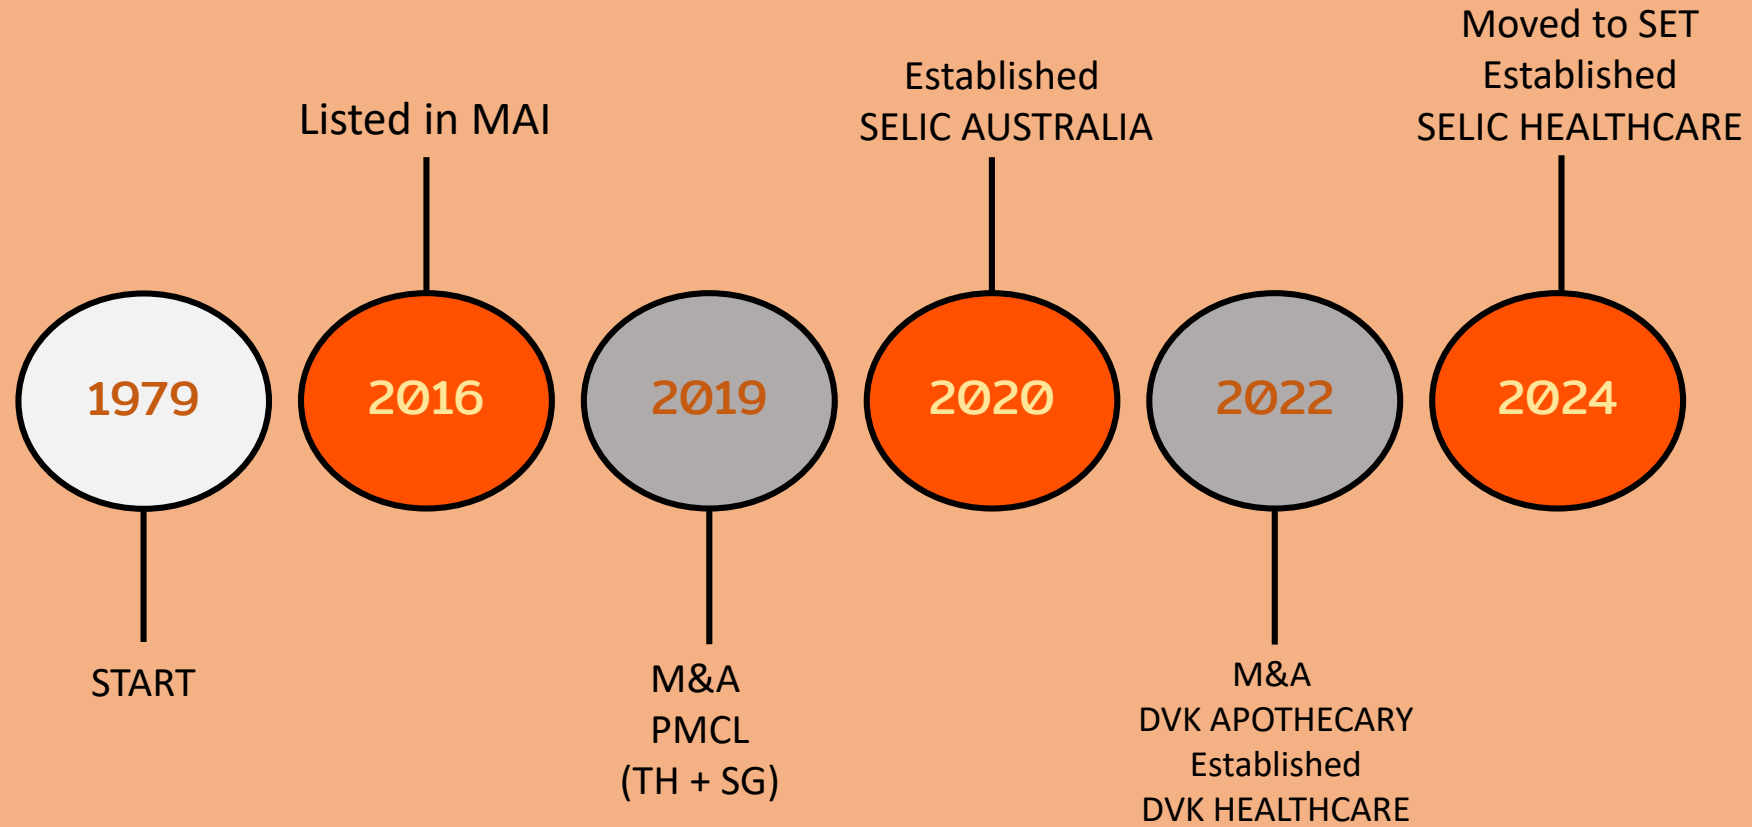 Listed in MAI
Established
SELIC AUSTRALIA
Moved to SET
Established
SELIC HEALTHCARE
1979
2016
2019
2020
2022
2024
START
M&A
PMCL
(TH + SG)
M&A
DVK APOTHECARY
Established
DVK HEALTHCARE